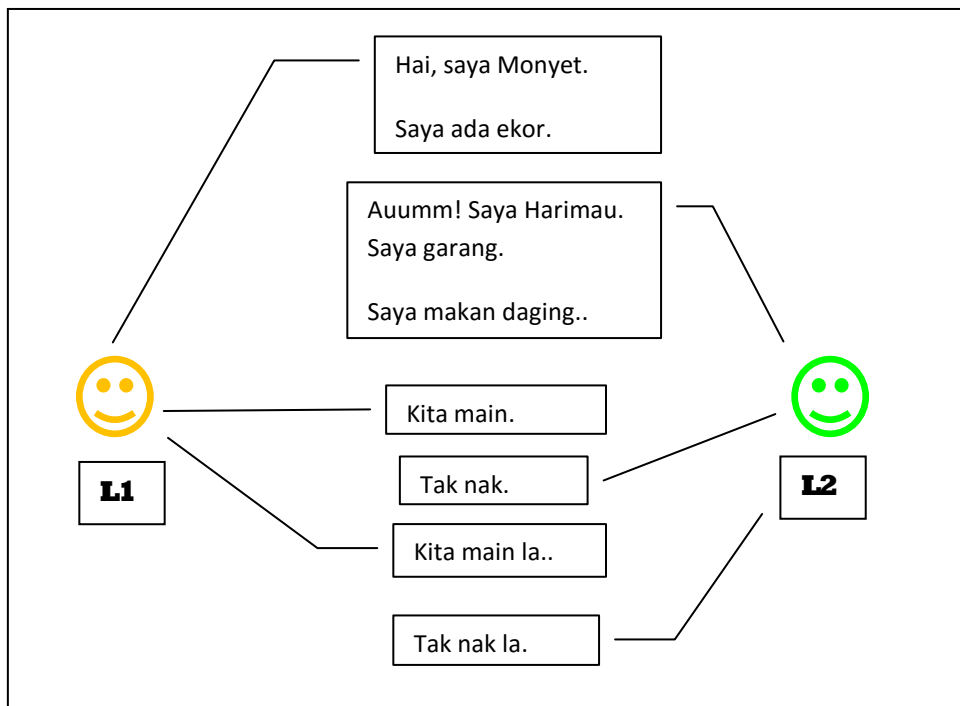 Hai, saya Monyet.
Saya ada ekor.
Auumm! Saya Harimau.
Saya garang.
Saya makan daging..
Kita main.
Tak nak.
L1
L2
Kita main la..
Tak nak la.